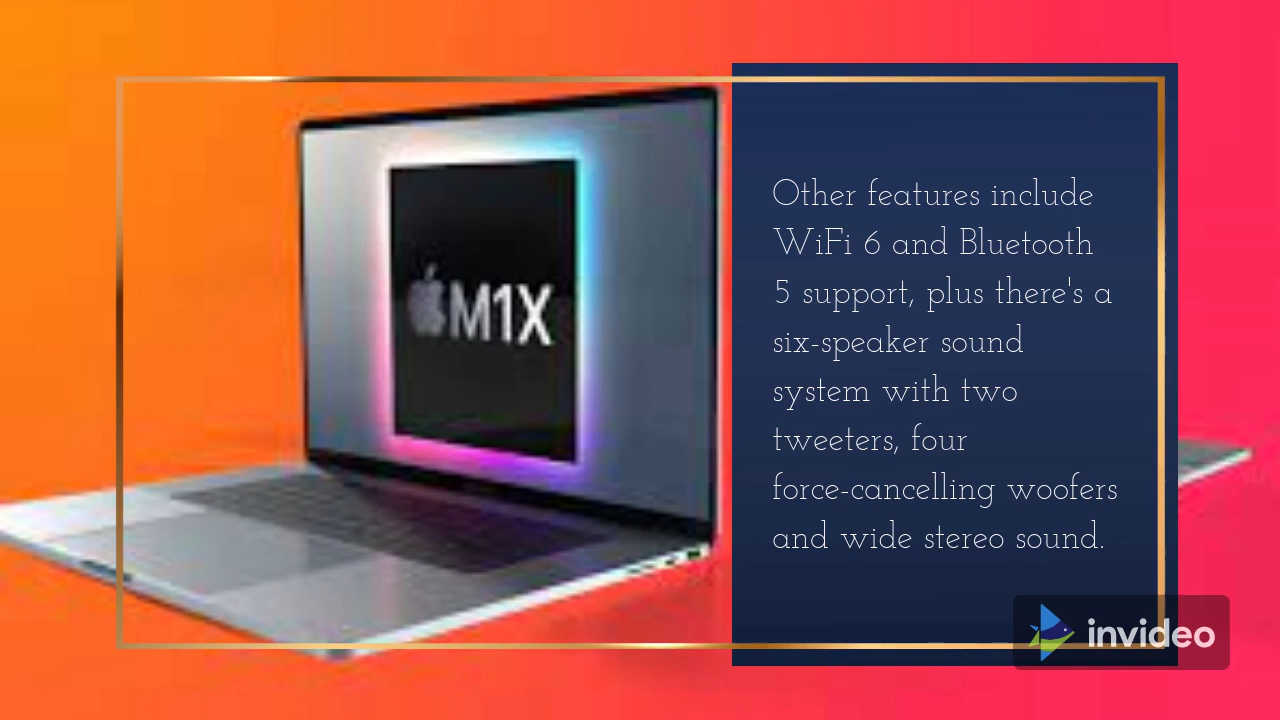 M1X
Other features include
WiFi 6 and Bluetooth
5 support, plus there's a
six-speaker sound
system with two
tweeters, four
force-cancelling woofers
and wide stereo sound.
invideo